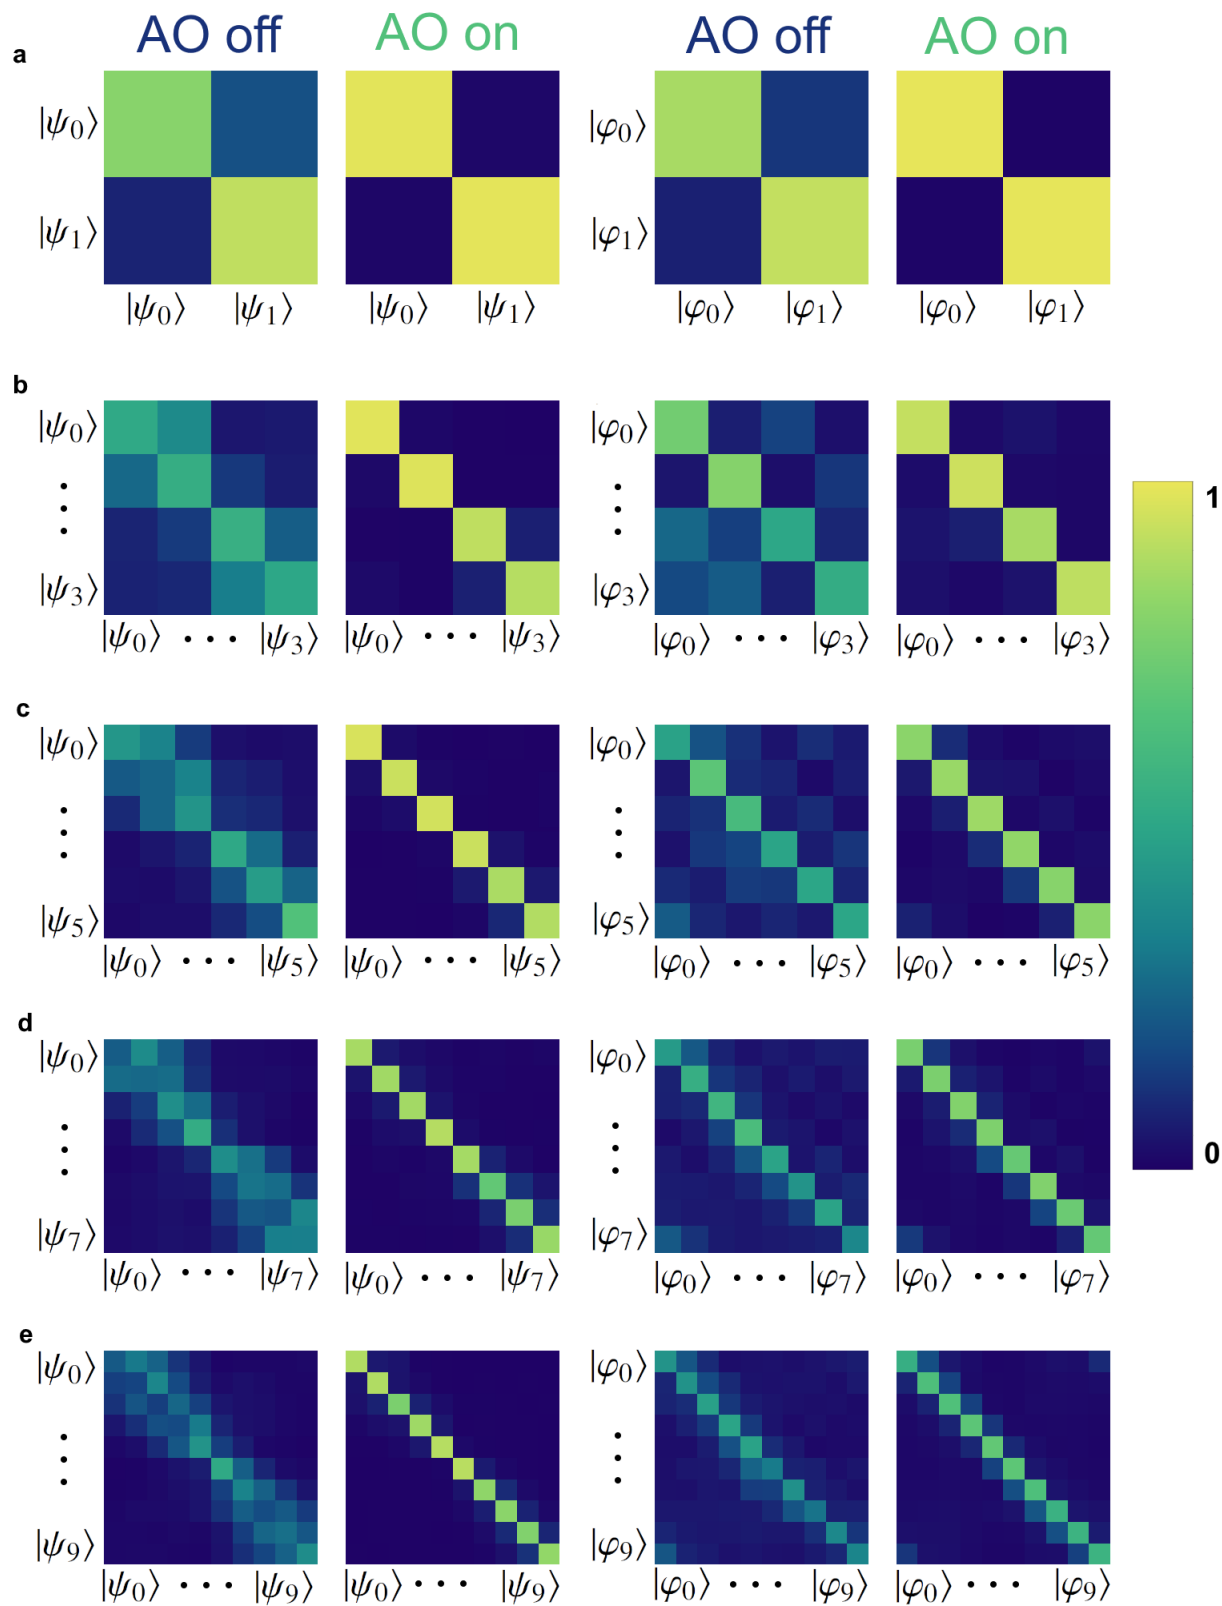 AO off AO on AO off AO on
a
|ψ0⟩ |φ0⟩
|ψ1⟩ |φ1⟩
|ψ0⟩ |ψ1⟩ |ψ0⟩ |ψ1⟩ |φ0⟩ |φ1⟩ |φ0⟩ |φ1⟩
b
|ψ0⟩ |φ0⟩
1
|ψ3⟩ |φ3⟩
|ψ0⟩ • • • |ψ3⟩ |ψ0⟩ • • • |ψ3⟩ |φ0⟩ • • • |φ3⟩ |φ0⟩ • • • |φ3⟩
c
|ψ0⟩ |φ0⟩
|ψ5⟩ |φ5⟩
|ψ0⟩ • • • |ψ5⟩ |ψ0⟩ • • • |ψ5⟩ |φ0⟩ • • • |φ5⟩ |φ0⟩ • • • |φ5⟩
d
|ψ0⟩ |φ0⟩
0
|ψ7⟩ |φ7⟩
|ψ0⟩ • • • |ψ7⟩ |ψ0⟩ • • • |ψ7⟩ |φ0⟩ • • • |φ7⟩ |φ0⟩ • • • |φ7⟩
e
|ψ0⟩ |φ0⟩
|ψ9⟩ |φ9⟩
|ψ0⟩ • • • |ψ9⟩ |ψ0⟩ • • • |ψ9⟩ |φ0⟩ • • • |φ9⟩ |φ0⟩ • • • |φ9⟩